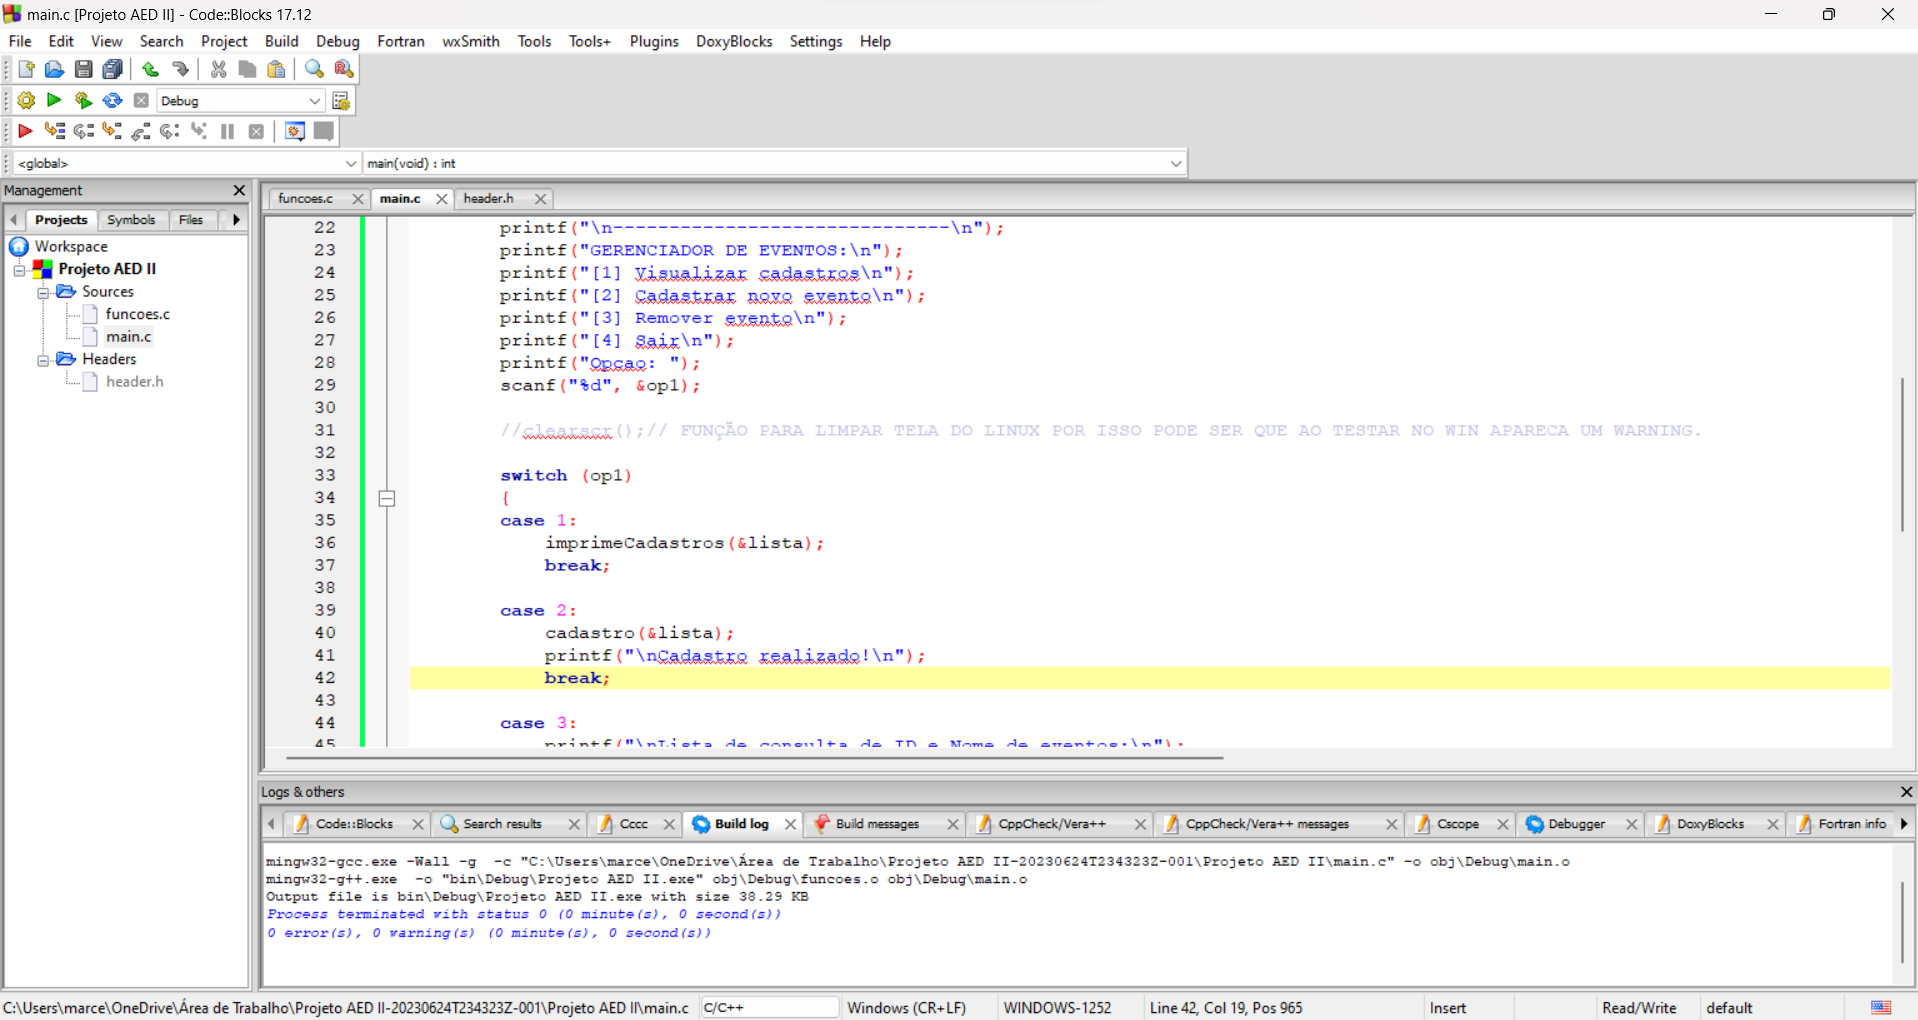 main.c [Projeto AED II] - Code::Blocks 17.12
File Edit View Search Project Build Debug Fortran wxSmith Tools Tools+ Plugins DoxyBlocks Settings Help
Debug
<global> main(void) : int
Management
Projects Symbols Files
Workspace
Projeto AED II
Sources
funcoes.c
main.c
Headers
header.h
funcoes.c main.c header.h
22 printf("\n------------------------------\n");
23 printf("GERENCIADOR DE EVENTOS:\n");
24 printf("[1] Visualizar cadastros\n");
25 printf("[2] Cadastrar novo evento\n");
26 printf("[3] Remover evento\n");
27 printf("[4] Sair\n");
28 printf("Opcao: ");
29 scanf("%d", &op1);
30
31 //clearscr();// FUNÇÃO PARA LIMPAR TELA DO LINUX POR ISSO PODE SER QUE AO TESTAR NO WIN APARECA UM WARNING.
32
33 switch (op1)
34 {
35 case 1:
36 imprimeCadastros(&lista);
37 break;
38
39 case 2:
40 cadastro(&lista);
41 printf("\nCadastro realizado!\n");
42 break;
43
44 case 3:
45 printf("\nLista de consulta de ID e Nome de eventos:\n");
Logs & others
Code::Blocks Search results Cccc Build log Build messages CppCheck/Vera++ CppCheck/Vera++ messages Cscope Debugger DoxyBlocks Fortran info
mingw32-gcc.exe -Wall -g -c "C:\Users\marce\OneDrive\Área de Trabalho\Projeto AED II-20230624T234323Z-001\Projeto AED II\main.c" -o obj\Debug\main.o
mingw32-g++.exe -o "bin\Debug\Projeto AED II.exe" obj\Debug\funcoes.o obj\Debug\main.o
Output file is bin\Debug\Projeto AED II.exe with size 38.29 KB
Process terminated with status 0 (0 minute(s), 0 second(s))
0 error(s), 0 warning(s) (0 minute(s), 0 second(s))
C:\Users\marce\OneDrive\Área de Trabalho\Projeto AED II-20230624T234323Z-001\Projeto AED II\main.c C/C++ Windows (CR+LF) WINDOWS-1252 Line 42, Col 19, Pos 965 Insert Read/Write default